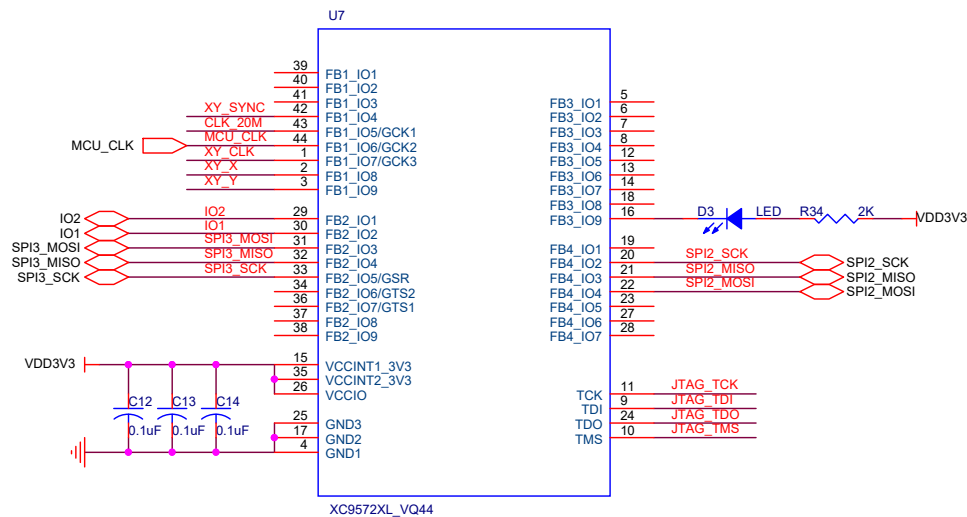 U7
39 FB1_IO1
40 FB1_IO2
41 FB1_IO3
XY_SYNC 42 FB1_IO4
CLK_20M 43 FB1_IO5/GCK1
MCU_CLK MCU_CLK 44 FB1_IO6/GCK2
XY_CLK 1 FB1_IO7/GCK3
XY_X 2 FB1_IO8
XY_Y 3 FB1_IO9
FB3_IO1 5
FB3_IO2 6
FB3_IO3 7
FB3_IO4 8
FB3_IO5 12
FB3_IO6 13
FB3_IO7 14
FB3_IO8 18
FB3_IO9 16 D3 LED R34 2K VDD3V3
IO2 IO2 29 FB2_IO1
IO1 IO1 30 FB2_IO2
SPI3_MOSI SPI3_MOSI 31 FB2_IO3
SPI3_MISO SPI3_MISO 32 FB2_IO4
SPI3_SCK SPI3_SCK 33 FB2_IO5/GSR
34 FB2_IO6/GTS2
36 FB2_IO7/GTS1
37 FB2_IO8
38 FB2_IO9
FB4_IO1 19
FB4_IO2 20 SPI2_SCK SPI2_SCK
FB4_IO3 21 SPI2_MISO SPI2_MISO
FB4_IO4 22 SPI2_MOSI SPI2_MOSI
FB4_IO5 23
FB4_IO6 27
FB4_IO7 28
VDD3V3 15 VCCINT1_3V3
35 VCCINT2_3V3
26 VCCIO
C12 C13 C14
0.1uF 0.1uF 0.1uF
25 GND3
17 GND2
4 GND1
TCK 11 JTAG_TCK
TDI 9 JTAG_TDI
TDO 24 JTAG_TDO
TMS 10 JTAG_TMS
XC9572XL_VQ44